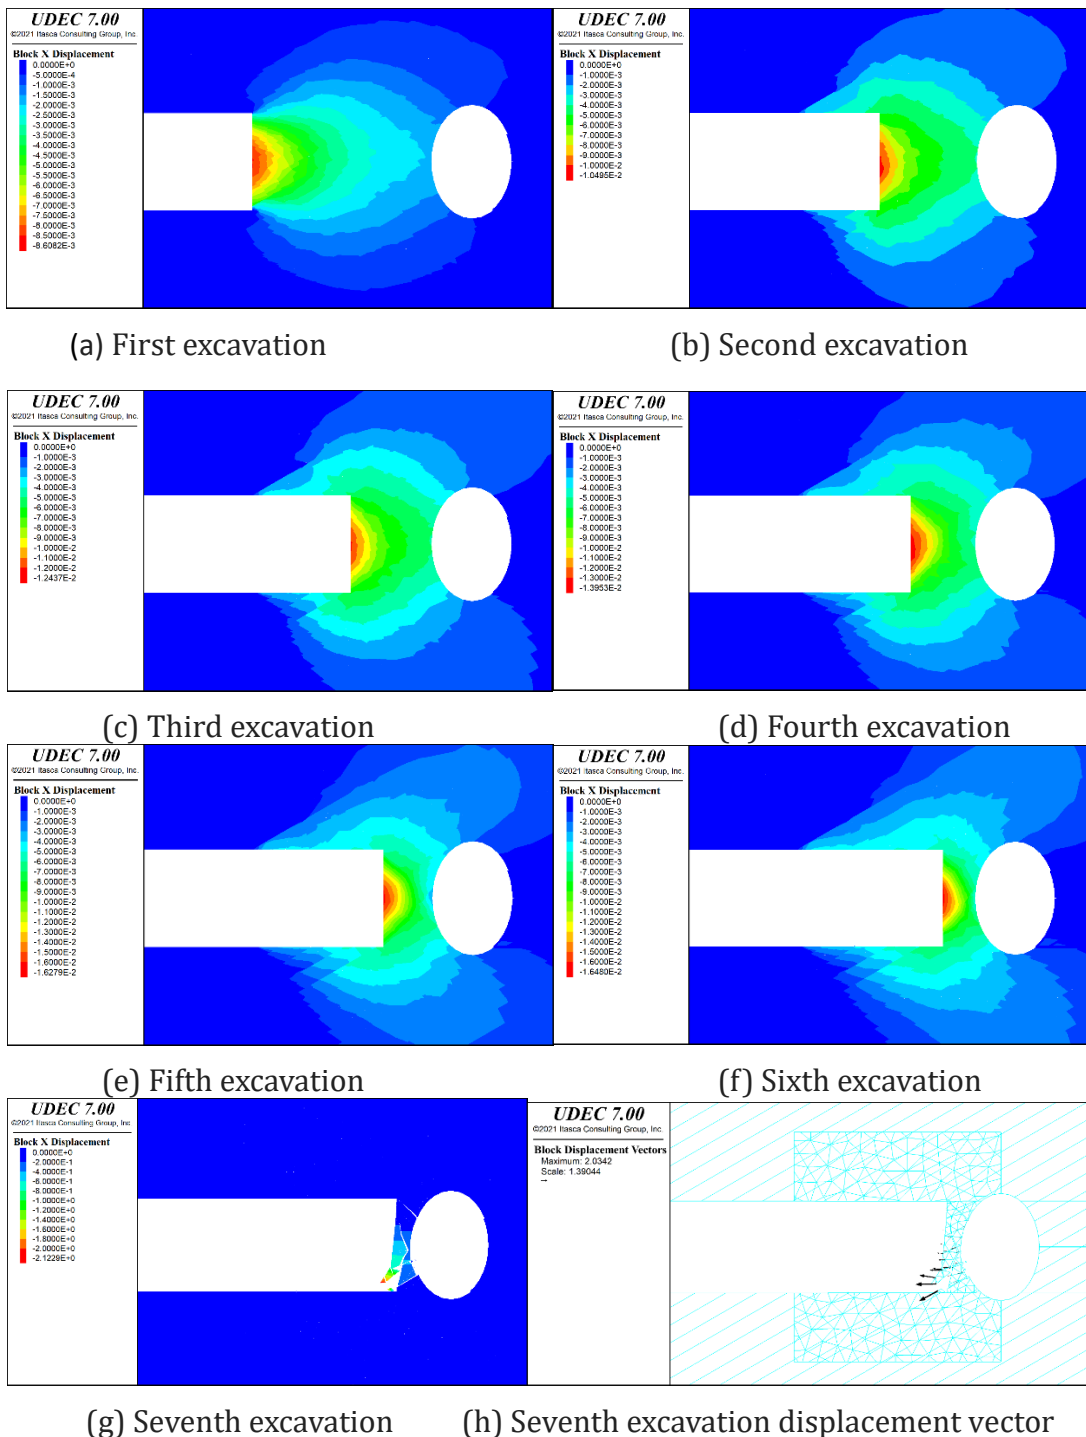 UDEC 7.00
©2021 Itasca Consulting Group, Inc.
Block X Displacement
0.0000E+0
-5.0000E-4
-1.0000E-3
-1.5000E-3
-2.0000E-3
-2.5000E-3
-3.0000E-3
-3.5000E-3
-4.0000E-3
-4.5000E-3
-5.0000E-3
-5.5000E-3
-6.0000E-3
-6.5000E-3
-7.0000E-3
-7.5000E-3
-8.0000E-3
-8.5000E-3
-8.6082E-3
(a) First excavation
UDEC 7.00
©2021 Itasca Consulting Group, Inc.
Block X Displacement
0.0000E+0
-1.0000E-3
-2.0000E-3
-3.0000E-3
-4.0000E-3
-5.0000E-3
-6.0000E-3
-7.0000E-3
-8.0000E-3
-9.0000E-3
-1.0000E-2
-1.0495E-2
(b) Second excavation
UDEC 7.00
©2021 Itasca Consulting Group, Inc.
Block X Displacement
0.0000E+0
-1.0000E-3
-2.0000E-3
-3.0000E-3
-4.0000E-3
-5.0000E-3
-6.0000E-3
-7.0000E-3
-8.0000E-3
-9.0000E-3
-1.0000E-2
-1.1000E-2
-1.2000E-2
-1.2437E-2
(c) Third excavation
UDEC 7.00
©2021 Itasca Consulting Group, Inc.
Block X Displacement
0.0000E+0
-1.0000E-3
-2.0000E-3
-3.0000E-3
-4.0000E-3
-5.0000E-3
-6.0000E-3
-7.0000E-3
-8.0000E-3
-9.0000E-3
-1.0000E-2
-1.1000E-2
-1.2000E-2
-1.3000E-2
-1.3953E-2
(d) Fourth excavation
UDEC 7.00
©2021 Itasca Consulting Group, Inc.
Block X Displacement
0.0000E+0
-1.0000E-3
-2.0000E-3
-3.0000E-3
-4.0000E-3
-5.0000E-3
-6.0000E-3
-7.0000E-3
-8.0000E-3
-9.0000E-3
-1.0000E-2
-1.1000E-2
-1.2000E-2
-1.3000E-2
-1.4000E-2
-1.5000E-2
-1.6000E-2
-1.6279E-2
(e) Fifth excavation
UDEC 7.00
©2021 Itasca Consulting Group, Inc.
Block X Displacement
0.0000E+0
-1.0000E-3
-2.0000E-3
-3.0000E-3
-4.0000E-3
-5.0000E-3
-6.0000E-3
-7.0000E-3
-8.0000E-3
-9.0000E-3
-1.0000E-2
-1.1000E-2
-1.2000E-2
-1.3000E-2
-1.4000E-2
-1.5000E-2
-1.6000E-2
-1.6480E-2
(f) Sixth excavation
UDEC 7.00
©2021 Itasca Consulting Group, Inc.
Block X Displacement
0.0000E+0
-2.0000E-1
-4.0000E-1
-6.0000E-1
-8.0000E-1
-1.0000E+0
-1.2000E+0
-1.4000E+0
-1.6000E+0
-1.8000E+0
-2.0000E+0
-2.1229E+0
(g) Seventh excavation
UDEC 7.00
©2021 Itasca Consulting Group, Inc.
Block Displacement Vectors
Maximum: 2.0342
Scale: 1.39044
(h) Seventh excavation displacement vector